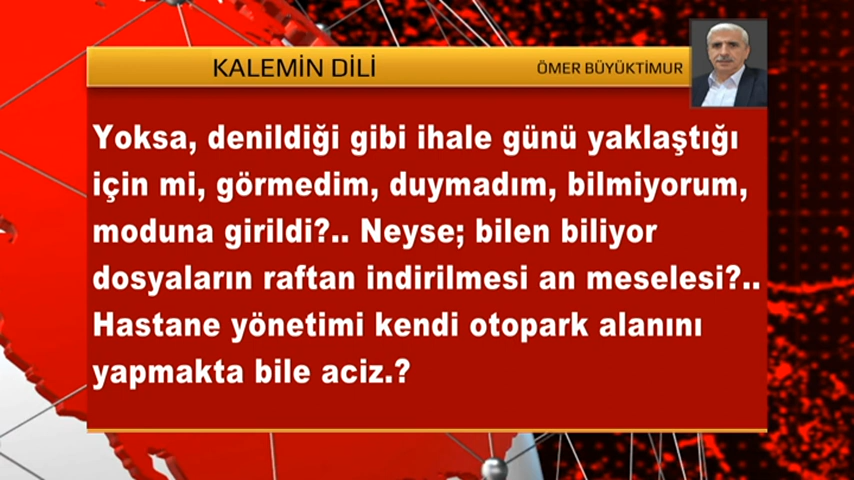 KALEMİN DİLİ
ÖMER BÜYÜKTİMUR
Yoksa, denildiği gibi ihale günü yaklaştığı
için mi, görmedim, duymadım, bilmiyorum,
moduna girildi?.. Neyse; bilen biliyor
dosyaların raftan indirilmesi an meselesi?..
Hastane yönetimi kendi otopark alanını
yapmakta bile aciz.?